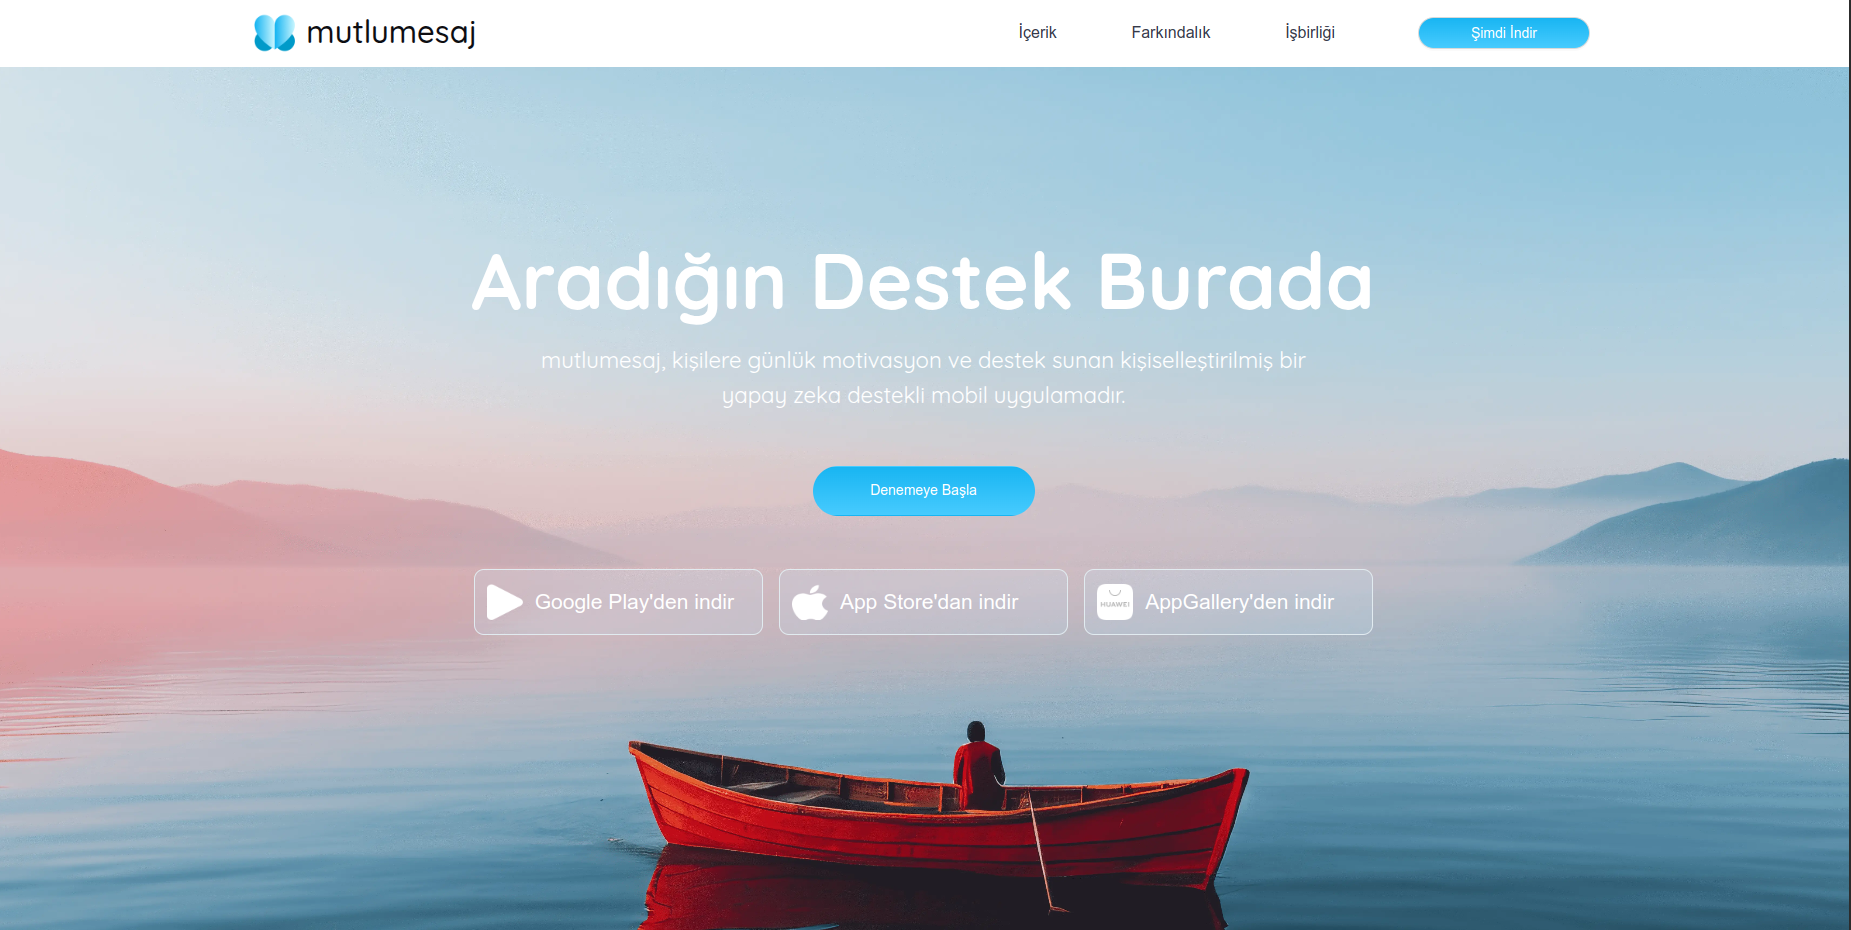 mutlumesaj
İçerik
Farkındalık
İşbirliği
Şimdi İndir
Aradığın Destek Burada
mutlumesaj, kişilere günlük motivasyon ve destek sunan kişiselleştirilmiş bir
yapay zeka destekli mobil uygulamadır.
Denemeye Başla
Google Play'den indir
App Store'dan indir
HUAWEI
AppGallery'den indir